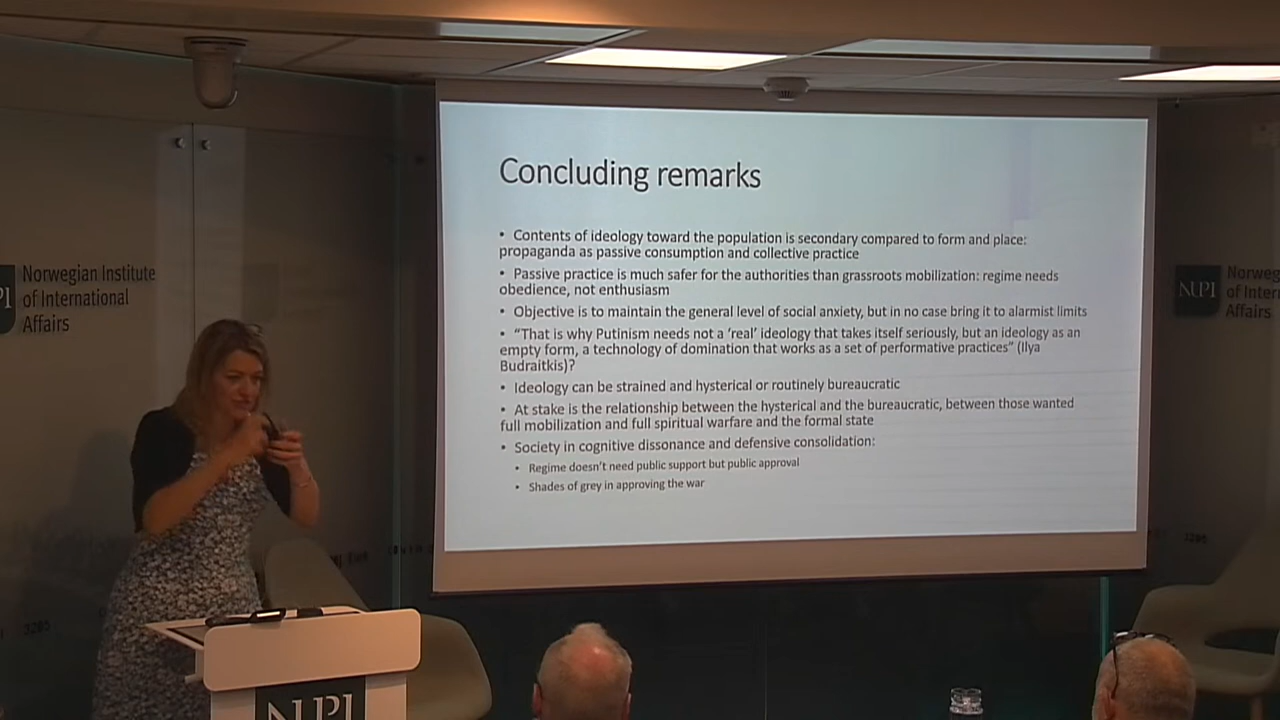 Concluding remarks
• Contents of ideology toward the population is secondary compared to form and place:
propaganda as passive consumption and collective practice
• Passive practice is much safer for the authorities than grassroots mobilization: regime needs
obedience, not enthusiasm
• Objective is to maintain the general level of social anxiety, but in no case bring it to alarmist limits
• “That is why Putinism needs not a ‘real’ ideology that takes itself seriously, but an ideology as an
empty form, a technology of domination that works as a set of performative practices” (Ilya
Budraitkis)?
• Ideology can be strained and hysterical or routinely bureaucratic
• At stake is the relationship between the hysterical and the bureaucratic, between those wanted
full mobilization and full spiritual warfare and the formal state
• Society in cognitive dissonance and defensive consolidation:
• Regime doesn’t need public support but public approval
• Shades of grey in approving the war
Norwegian Institute
of International
Affairs
NUPI
Norweg
of Inter
Affairs
3285
3286
NUPI